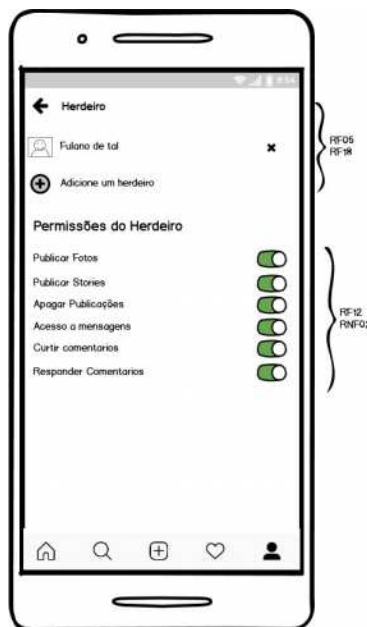 Herdeiro
Fulano de tal
Adicione um herdeiro
Permissões do Herdeiro
Publicar Fotos
Publicar Stories
Apagar Publicações
Acesso a mensagens
Curtir comentarios
Responder Comentarios
RF05
RF18
RF12